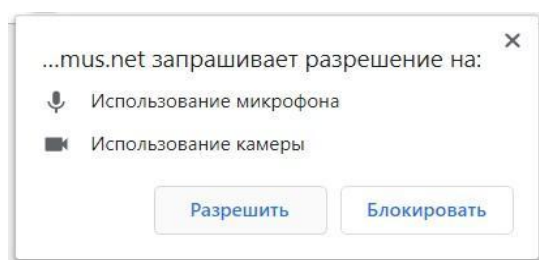 ...mus.net запрашивает разрешение на:
Использование микрофона
Использование камеры
Разрешить
Блокировать